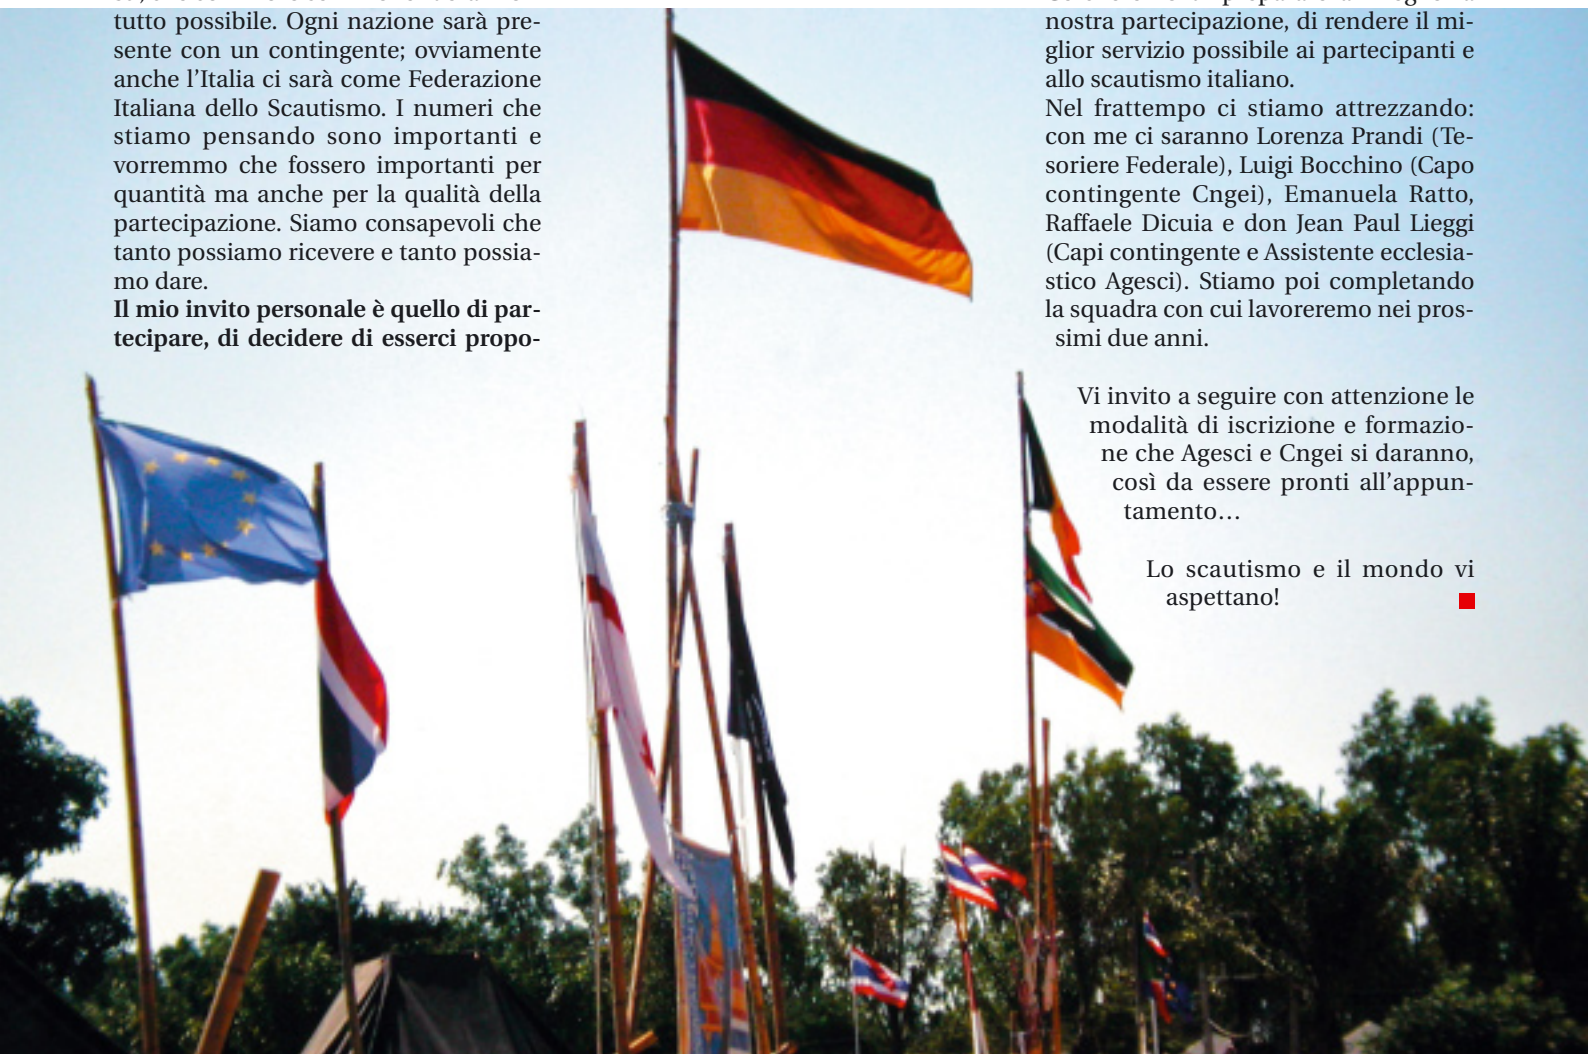 tutto possibile. Ogni nazione sarà pre-
sente con un contingente; ovviamente
anche l’Italia ci sarà come Federazione
Italiana dello Scautismo. I numeri che
stiamo pensando sono importanti e
vorremmo che fossero importanti per
quantità ma anche per la qualità della
partecipazione. Siamo consapevoli che
tanto possiamo ricevere e tanto possia-
mo dare.
Il mio invito personale è quello di par-
tecipare, di decidere di esserci propo-
nostra partecipazione, di rendere il mi-
glior servizio possibile ai partecipanti e
allo scautismo italiano.
Nel frattempo ci stiamo attrezzando:
con me ci saranno Lorenza Prandi (Te-
soriere Federale), Luigi Bocchino (Capo
contingente Cngei), Emanuela Ratto,
Raffaele Dicuia e don Jean Paul Lieggi
(Capi contingente e Assistente ecclesia-
stico Agesci). Stiamo poi completando
la squadra con cui lavoreremo nei pros-
simi due anni.
Vi invito a seguire con attenzione le
modalità di iscrizione e formazio-
ne che Agesci e Cngei si daranno,
così da essere pronti all’appun-
tamento…
Lo scautismo e il mondo vi
aspettano!